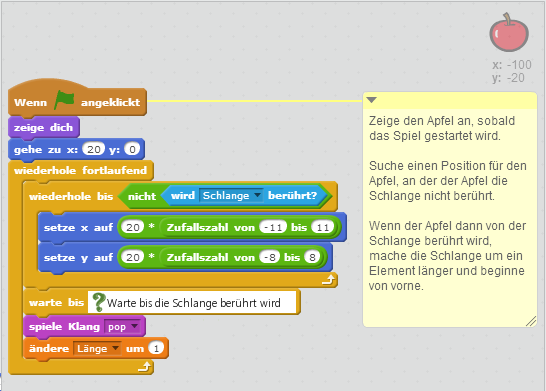 x: -100
y: -20
Wenn angeklickt
zeige dich
gehe zu x: 20 y: 0
wiederhole fortlaufend
wiederhole bis nicht wird Schlange berührt?
setze x auf 20 * Zufallszahl von -11 bis 11
setze y auf 20 * Zufallszahl von -8 bis 8
warte bis ?Warte bis die Schlange berührt wird
spiele Klang pop
ändere Länge um 1
Zeige den Apfel an, sobald
das Spiel gestartet wird.
Suche einen Position für den
Apfel, an der der Apfel die
Schlange nicht berührt.
Wenn der Apfel dann von der
Schlange berührt wird,
mache die Schlange um ein
Element länger und beginne
von vorne.